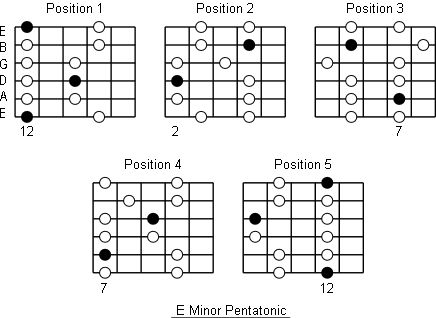 Position 1
Position 2
Position 3
E
B
G
D
A
E
12
2
7
Position 4
Position 5
7
12
E Minor Pentatonic